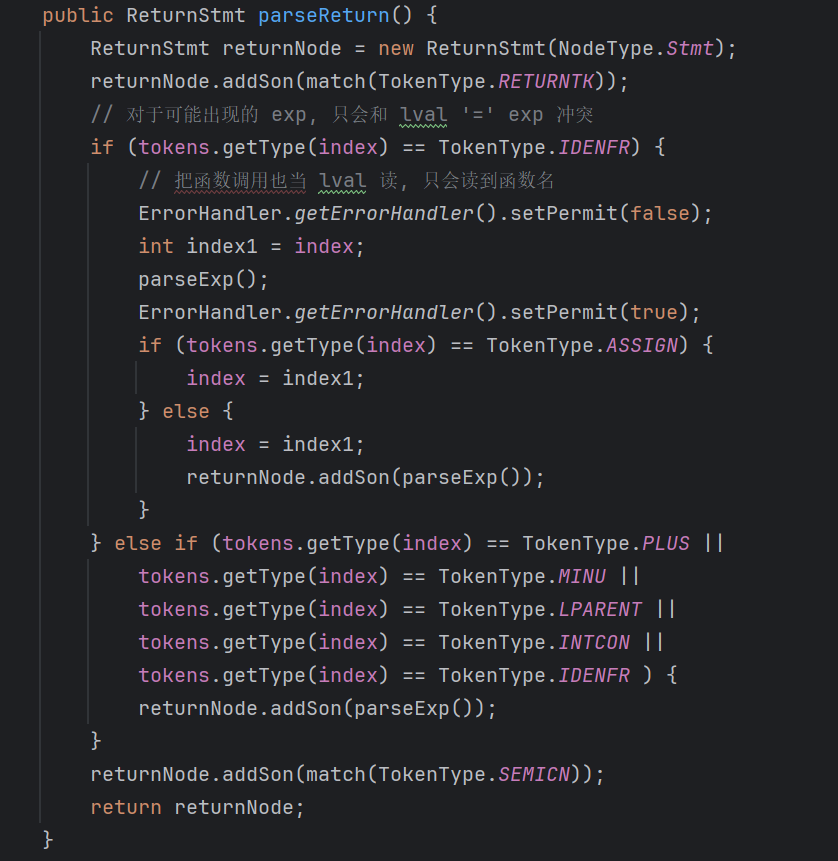 public ReturnStmt parseReturn() {
    ReturnStmt returnNode = new ReturnStmt(NodeType.Stmt);
    returnNode.addSon(match(TokenType.RETURNTK));
    // 对于可能出现的 exp, 只会和 lval '=' exp 冲突
    if (tokens.getType(index) == TokenType.IDENFR) {
        // 把函数调用也当 lval 读, 只会读到函数名
        ErrorHandler.getErrorHandler().setPermit(false);
        int index1 = index;
        parseExp();
        ErrorHandler.getErrorHandler().setPermit(true);
        if (tokens.getType(index) == TokenType.ASSIGN) {
            index = index1;
        } else {
            index = index1;
            returnNode.addSon(parseExp());
        }
    } else if (tokens.getType(index) == TokenType.PLUS ||
        tokens.getType(index) == TokenType.MINU ||
        tokens.getType(index) == TokenType.LPARENT ||
        tokens.getType(index) == TokenType.INTCON ||
        tokens.getType(index) == TokenType.IDENFR ) {
        returnNode.addSon(parseExp());
    }
    returnNode.addSon(match(TokenType.SEMICN));
    return returnNode;
}